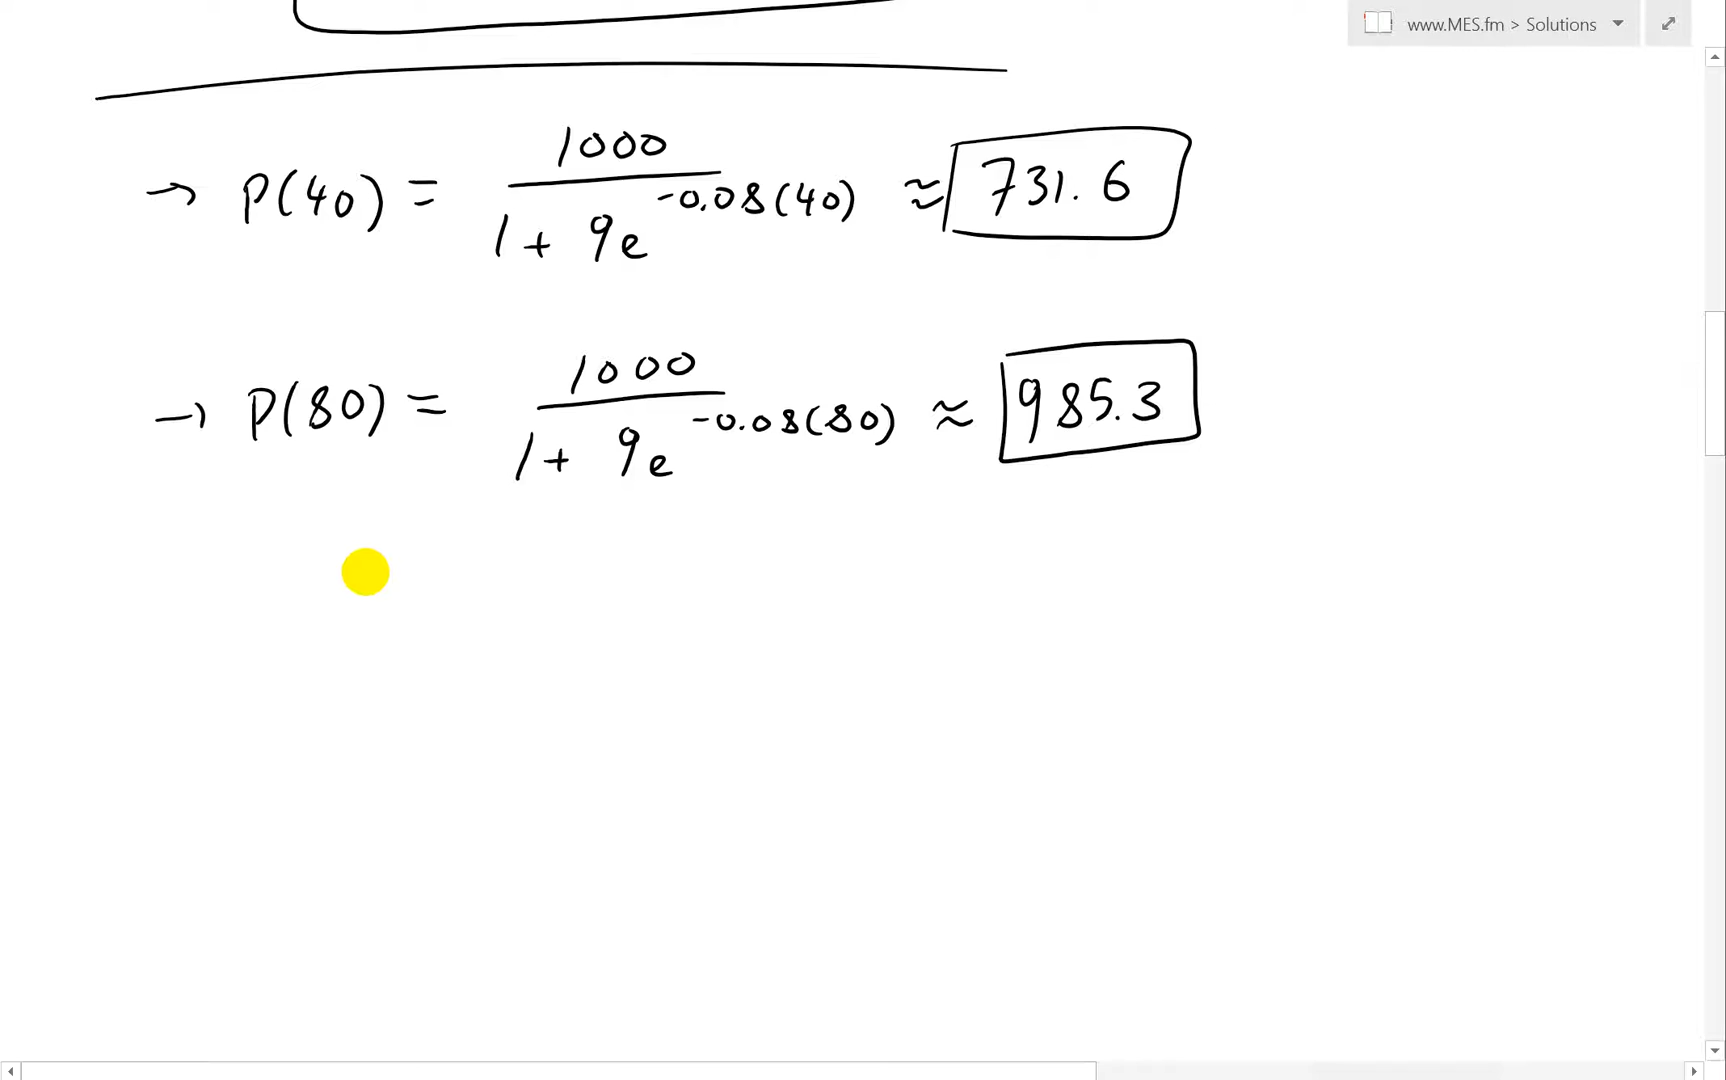 www.MES.fm > Solutions
→ P(40) = 1000 / 1 + 9e^-0.08(40) ≈ 731.6
→ P(80) = 1000 / 1 + 9e^-0.08(80) ≈ 985.3